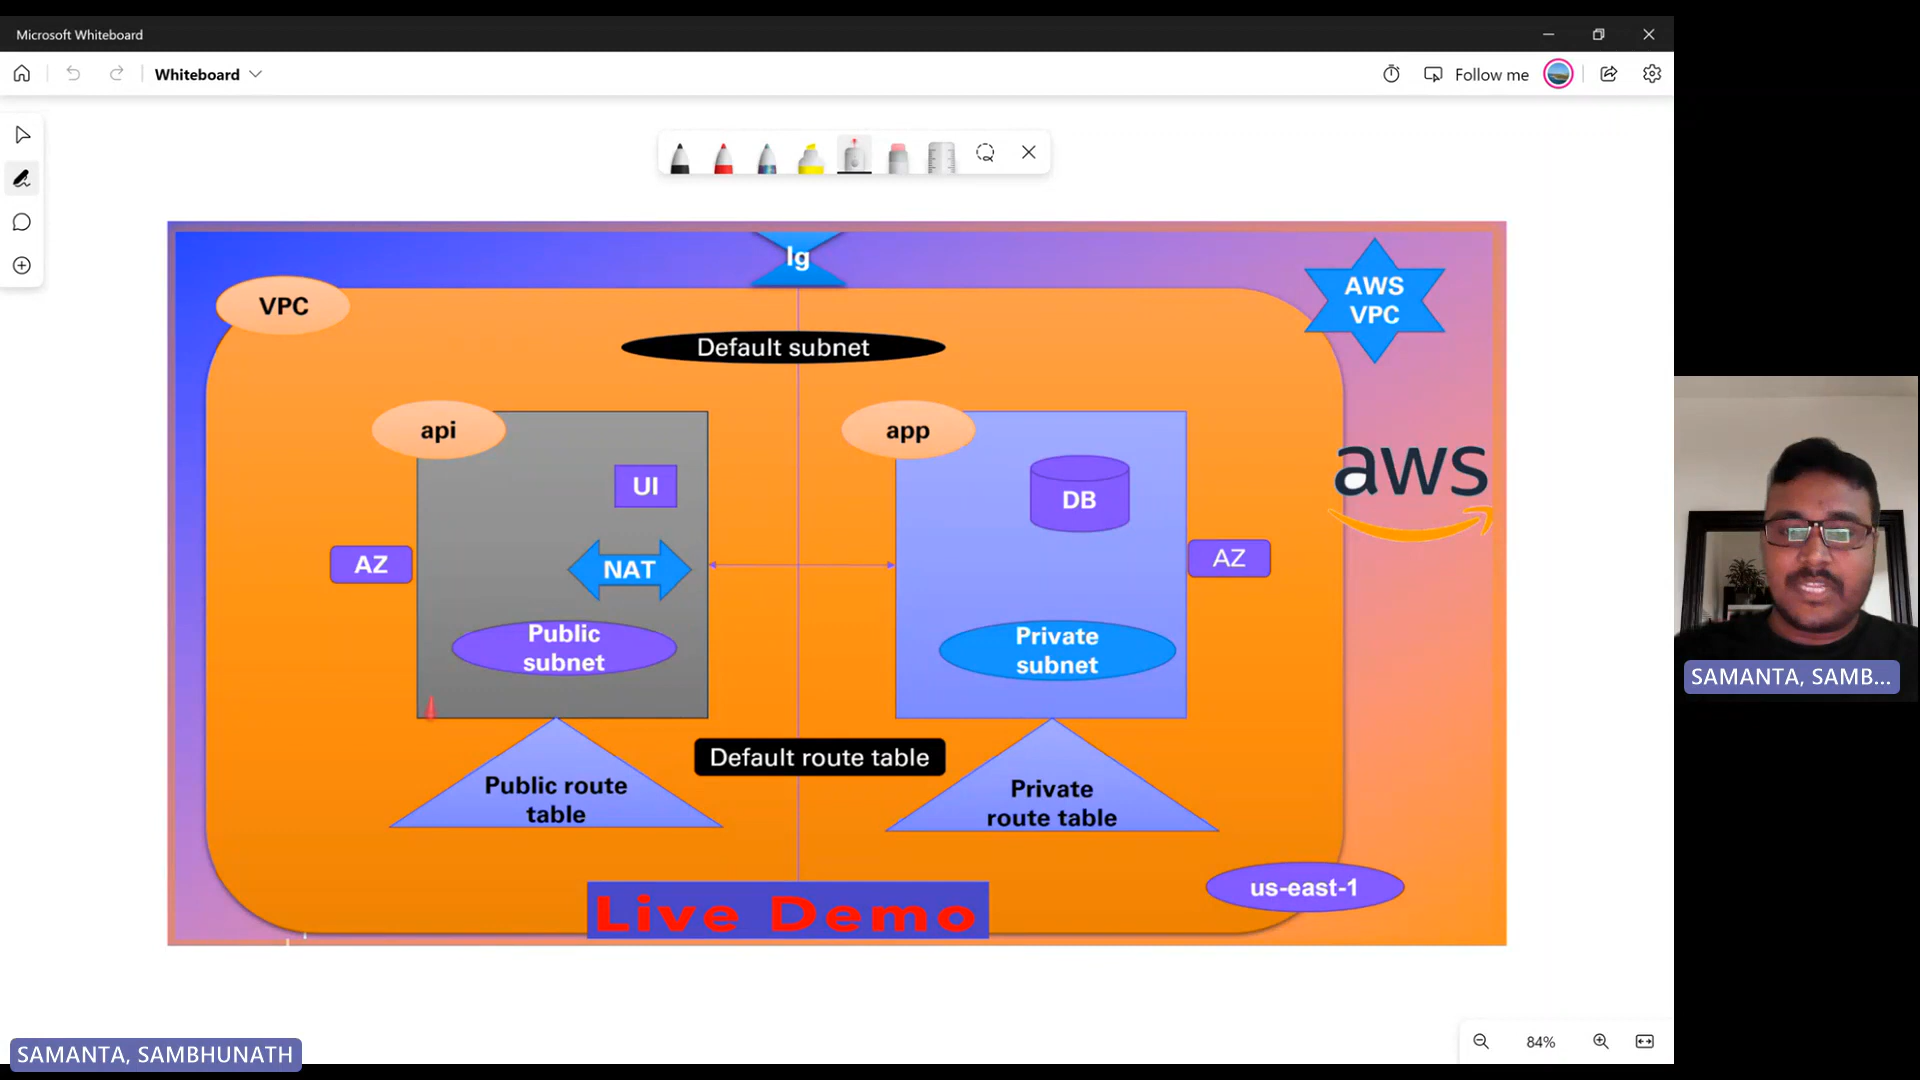 Microsoft Whiteboard
Whiteboard
Follow me
Ig
VPC
AWS
VPC
Default subnet
api
app
UI
DB
aws
AZ
NAT
AZ
Public
subnet
Private
subnet
Default route table
Public route
table
Private
route table
us-east-1
Live Demo
SAMANTA, SAMB...
84%
SAMANTA, SAMBHUNATH